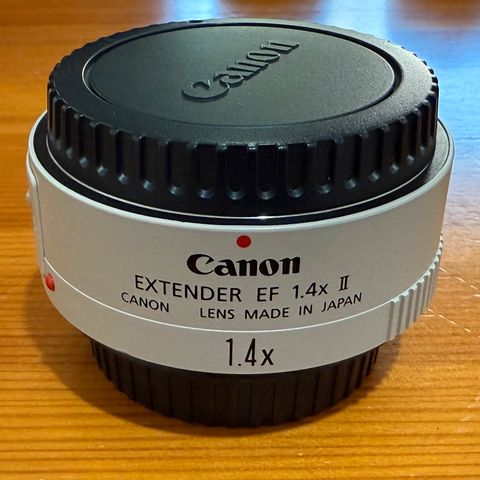 Canon
Canon
EXTENDER EF 1.4x II
CANON LENS MADE IN JAPAN
1.4x